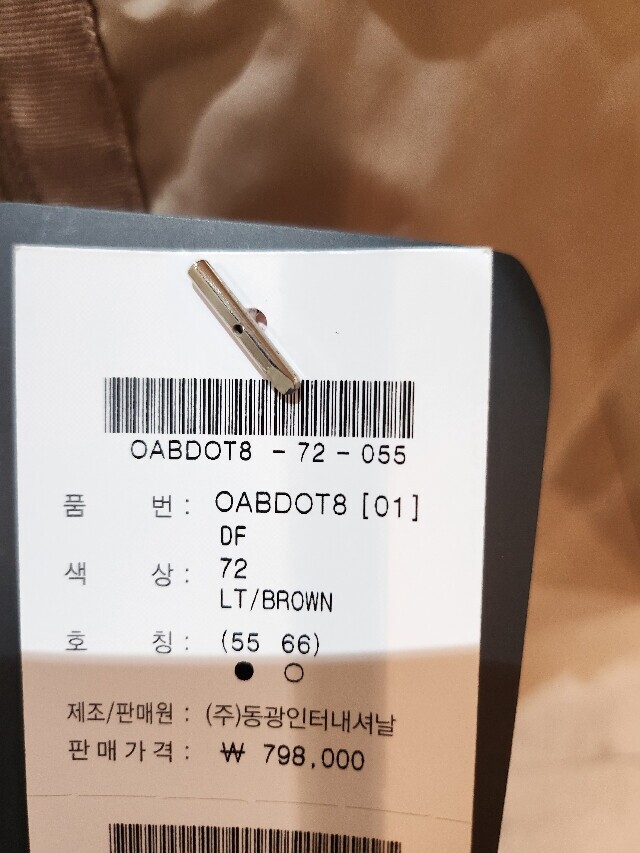 OABDOT8 - 72 - 055
품 번 : OABDOT8 [01]
DF
색 상 : 72
LT/BROWN
호 칭 : (55 66)
제조/판매원 : (주)동광인터내셔날
판매가격 : ₩ 798,000